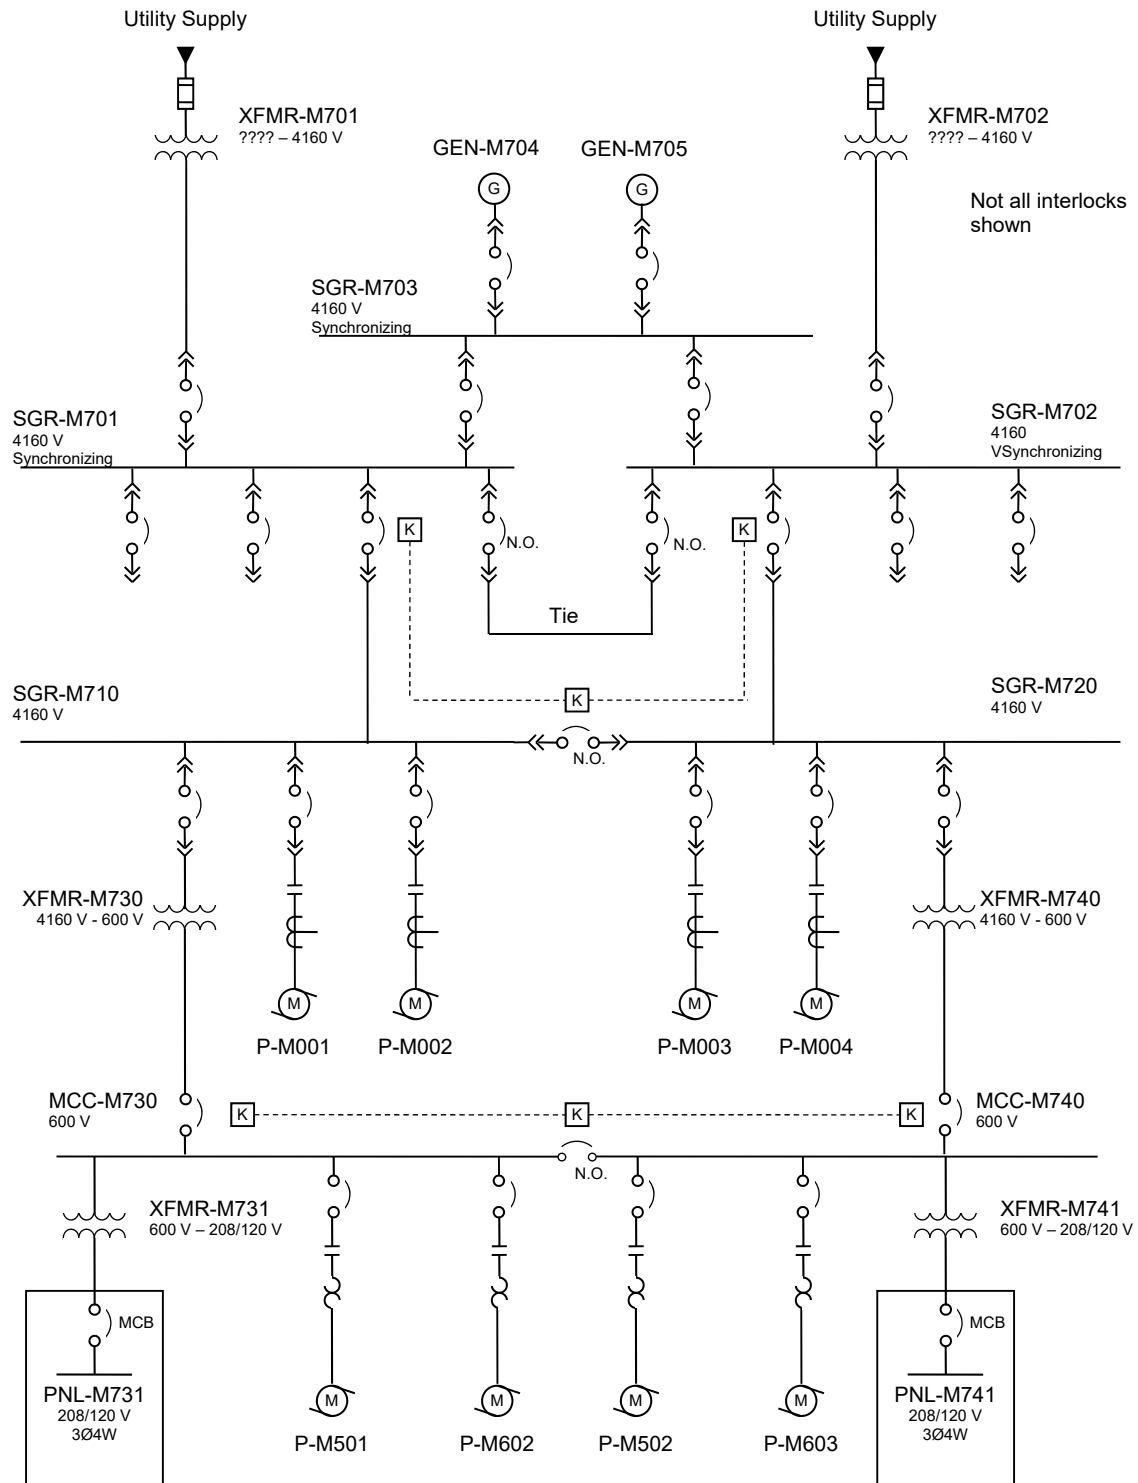 Utility Supply
Utility Supply
XFMR-M701
???? – 4160 V
XFMR-M702
???? – 4160 V
GEN-M704
GEN-M705
G
G
Not all interlocks
shown
SGR-M703
4160 V
Synchronizing
SGR-M701
4160 V
Synchronizing
SGR-M702
4160
VSynchronizing
K
N.O.
N.O.
K
Tie
SGR-M710
4160 V
K
SGR-M720
4160 V
N.O.
XFMR-M730
4160 V - 600 V
XFMR-M740
4160 V - 600 V
M
M
M
M
P-M001
P-M002
P-M003
P-M004
MCC-M730
600 V
K
K
K
MCC-M740
600 V
N.O.
XFMR-M731
600 V – 208/120 V
XFMR-M741
600 V – 208/120 V
MCB
MCB
PNL-M731
208/120 V
3Ø4W
M
M
M
M
PNL-M741
208/120 V
3Ø4W
P-M501
P-M602
P-M502
P-M603